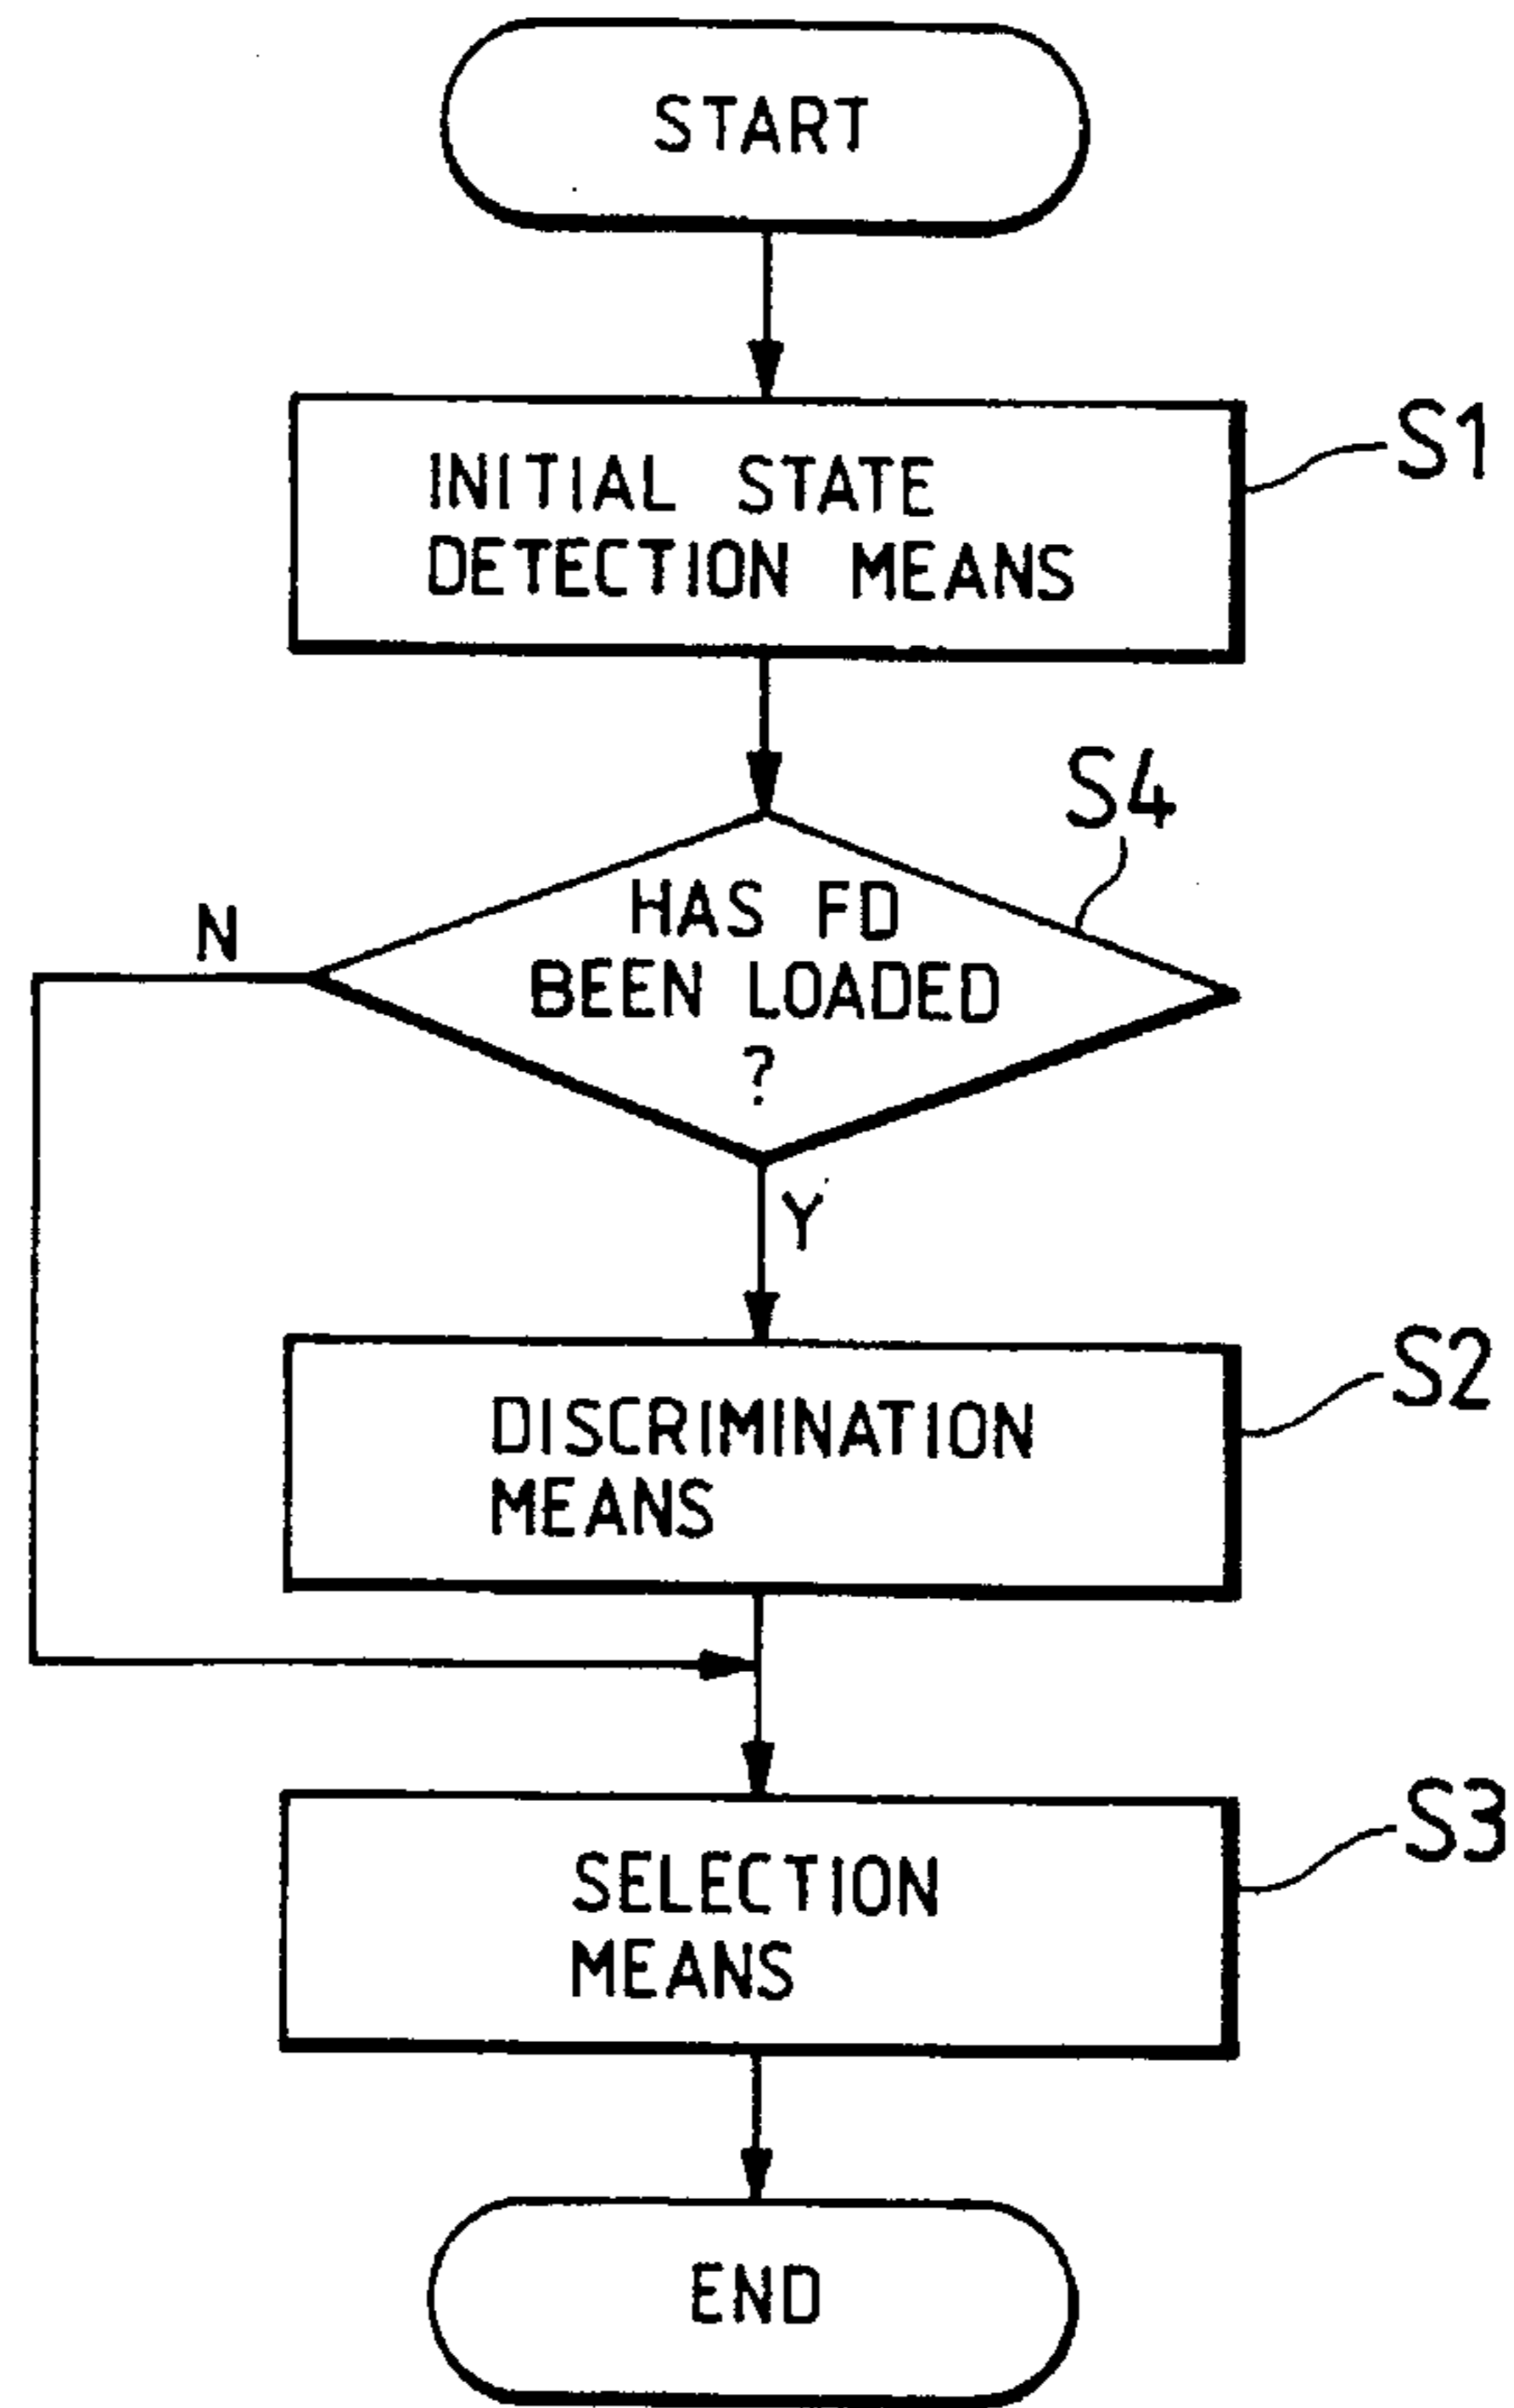 START
INITIAL STATE
DETECTION MEANS
S1
S4
HAS FD
BEEN LOADED
?
N
Y
DISCRIMINATION
MEANS
S2
SELECTION
MEANS
S3
END